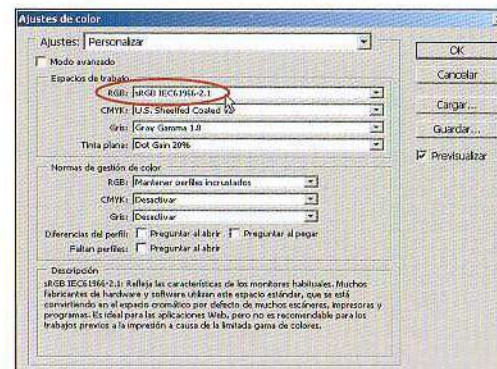 Ajustes de color
Ajustes: Personalizar
OK
Modo avanzado
Cancelar
Espacios de trabajo
RGB: sRGB IEC61966-2.1
Cargar...
CMYK: U.S. Sheetfed Coated
Gris: Gray Gamma 1.8
Guardar...
Tinta plana: Dot Gain 20%
Previsualizar
Normas de gestión de color
RGB: Mantener perfiles incrustados
CMYK: Desactivar
Gris: Desactivar
Diferencias del perfil: Preguntar al abrir Preguntar al pegar
Faltan perfiles: Preguntar al abrir
Descripción
sRGB IEC61966-2.1: Refleja las características de los monitores habituales. Muchos
fabricantes de hardware y software utilizan este espacio estándar, que se está
convirtiendo en el espacio cromático por defecto de muchos escáneres, impresoras y
programas. Es ideal para las aplicaciones Web, pero no es recomendable para los
trabajos previos a la impresión a causa de la limitada gama de colores.